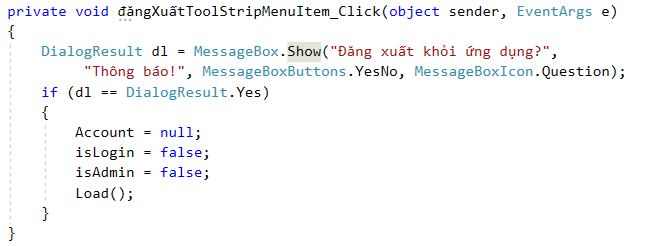 private void đăngXuấtToolStripMenuItem_Click(object sender, EventArgs e)
{
DialogResult dl = MessageBox.Show("Đăng xuất khỏi ứng dụng?",
"Thông báo!", MessageBoxButtons.YesNo, MessageBoxIcon.Question);
if (dl == DialogResult.Yes)
{
Account = null;
isLogin = false;
isAdmin = false;
Load();
}
}